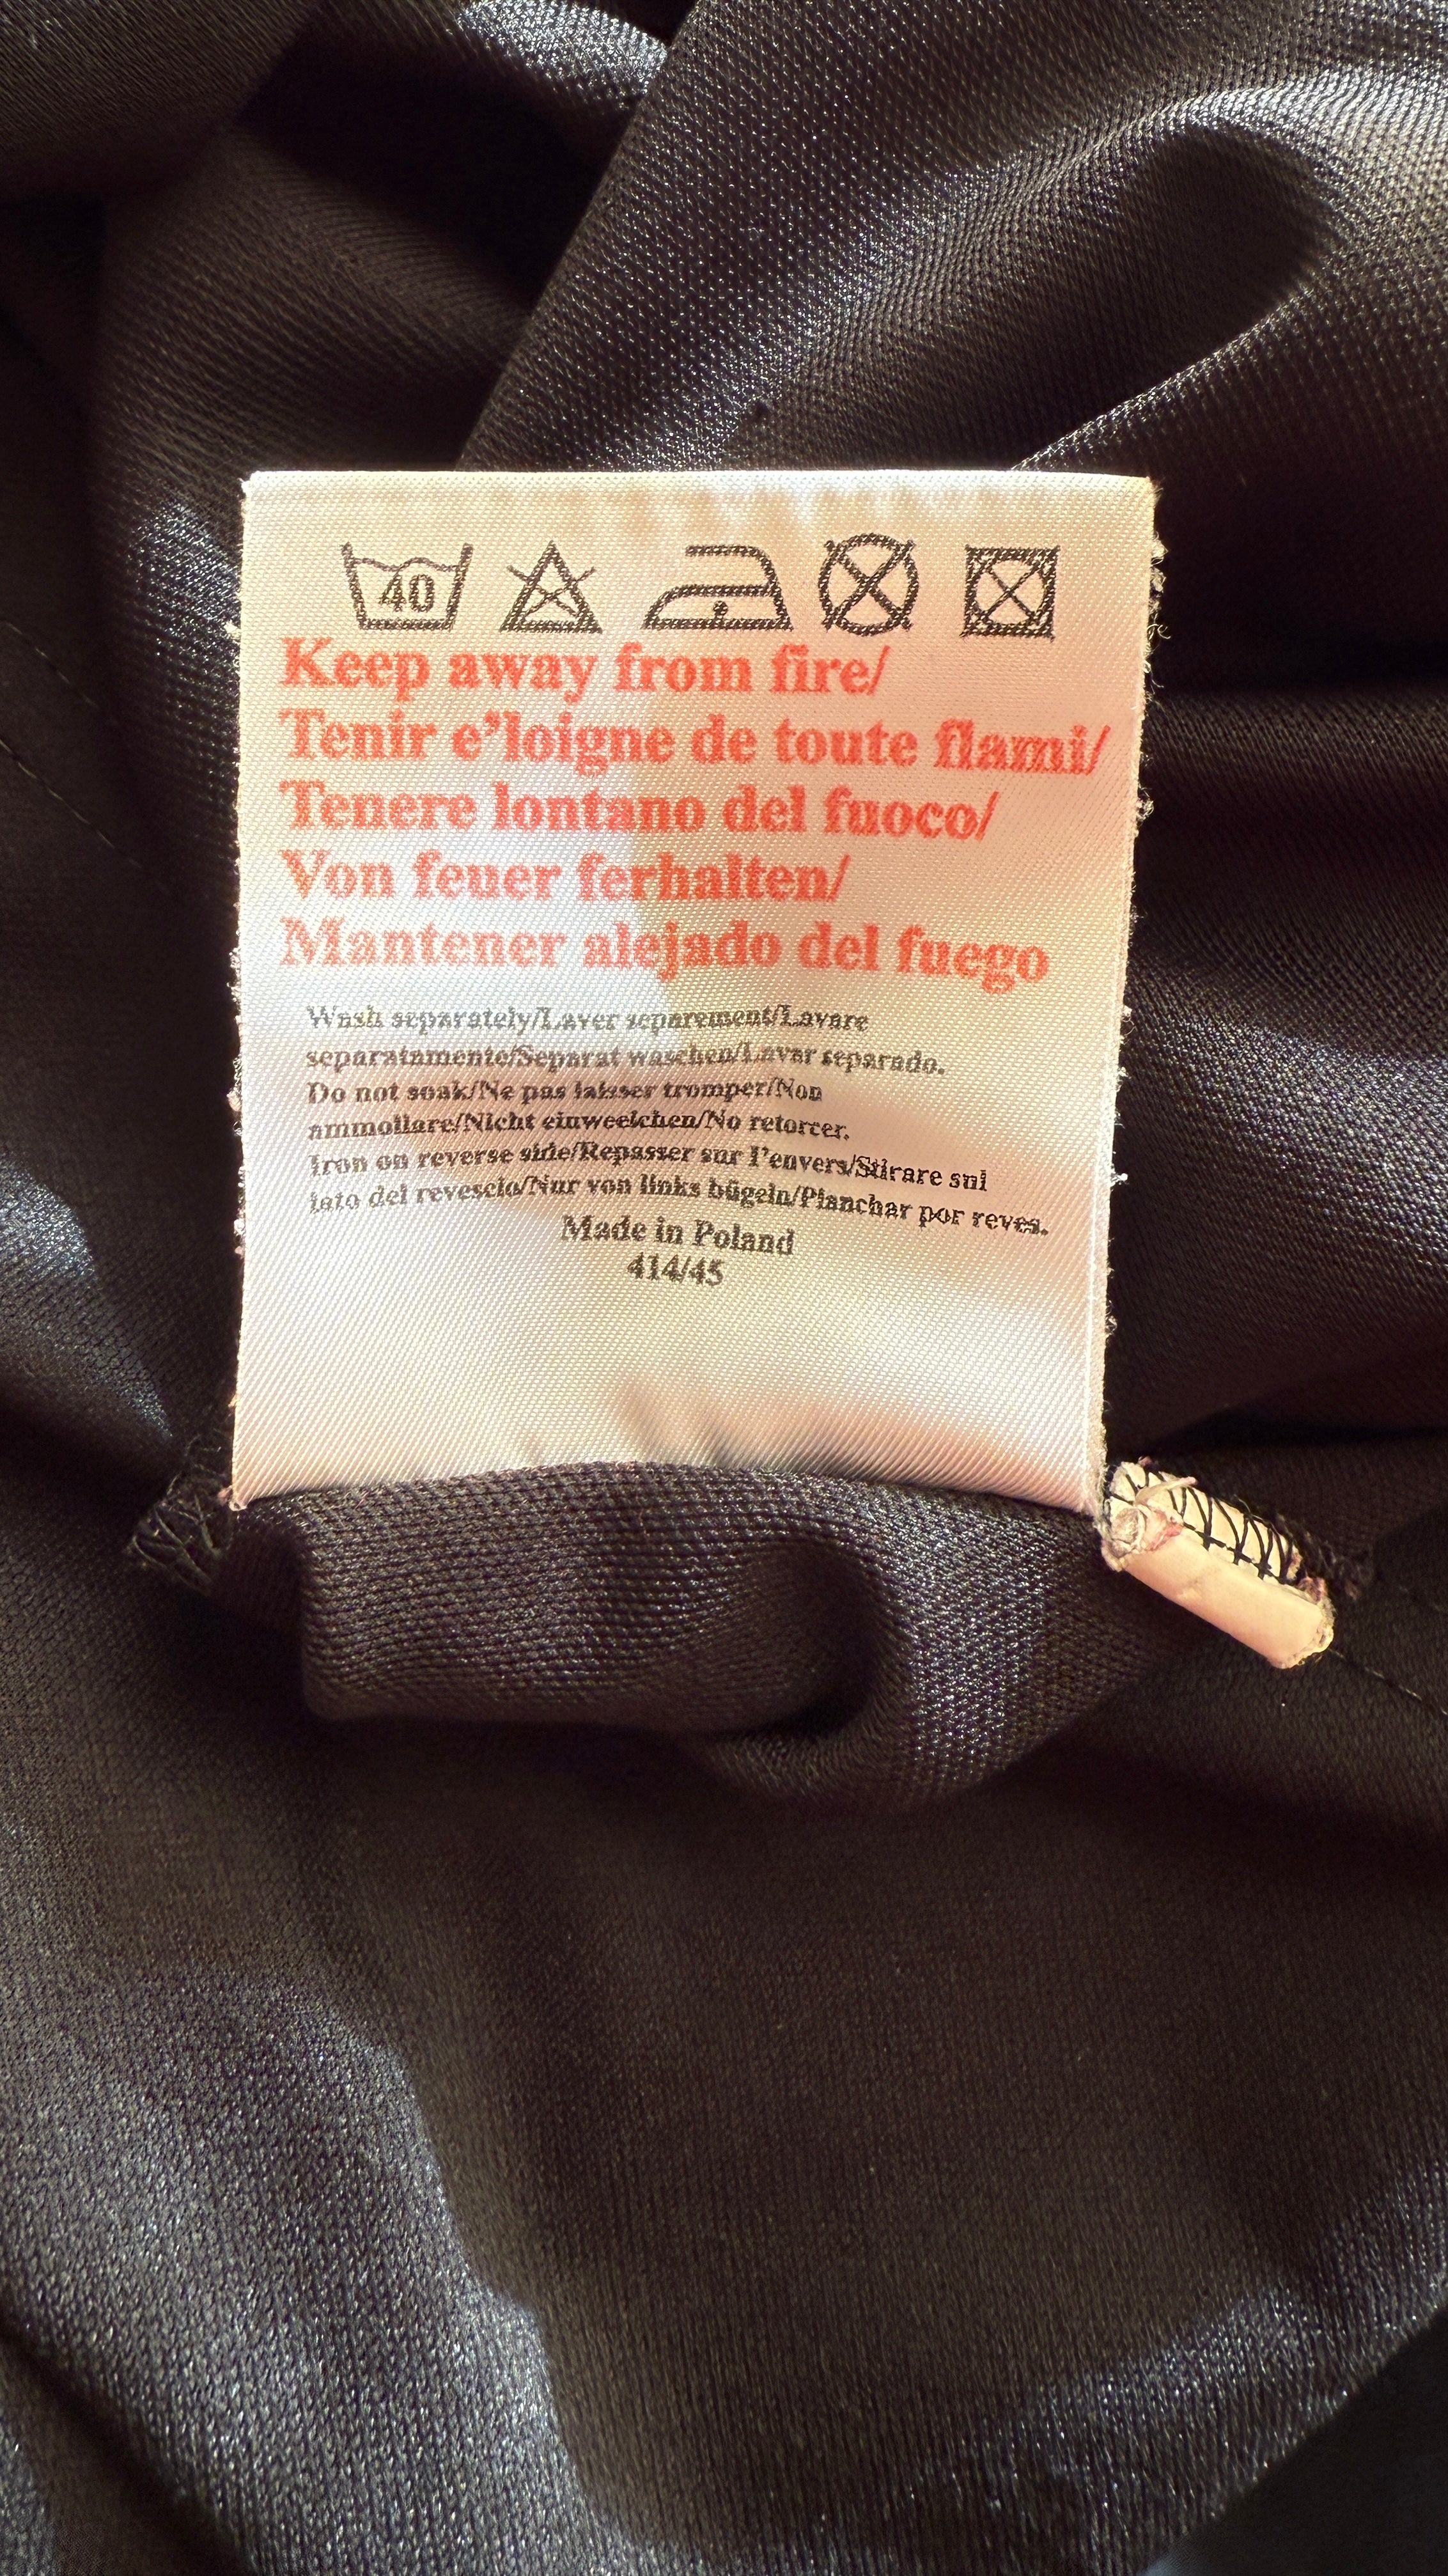 40
Keep away from fire/
Tenir e'loigne de toute flami/
Tenere lontano del fuoco/
Von feuer ferhalten/
Mantener alejado del fuego
Wash separately/Laver separement/Lavare
separatamente/Separat waschen/Lavar separado.
Do not soak/Ne pas laisser tromper/Non
ammollare/Nicht einweelchen/No retorcer.
Iron on reverse side/Repasser sur l'envers/Stirare sul
lato del revescio/Nur von links bügeln/Planchar por reves.
Made in Poland
414/45